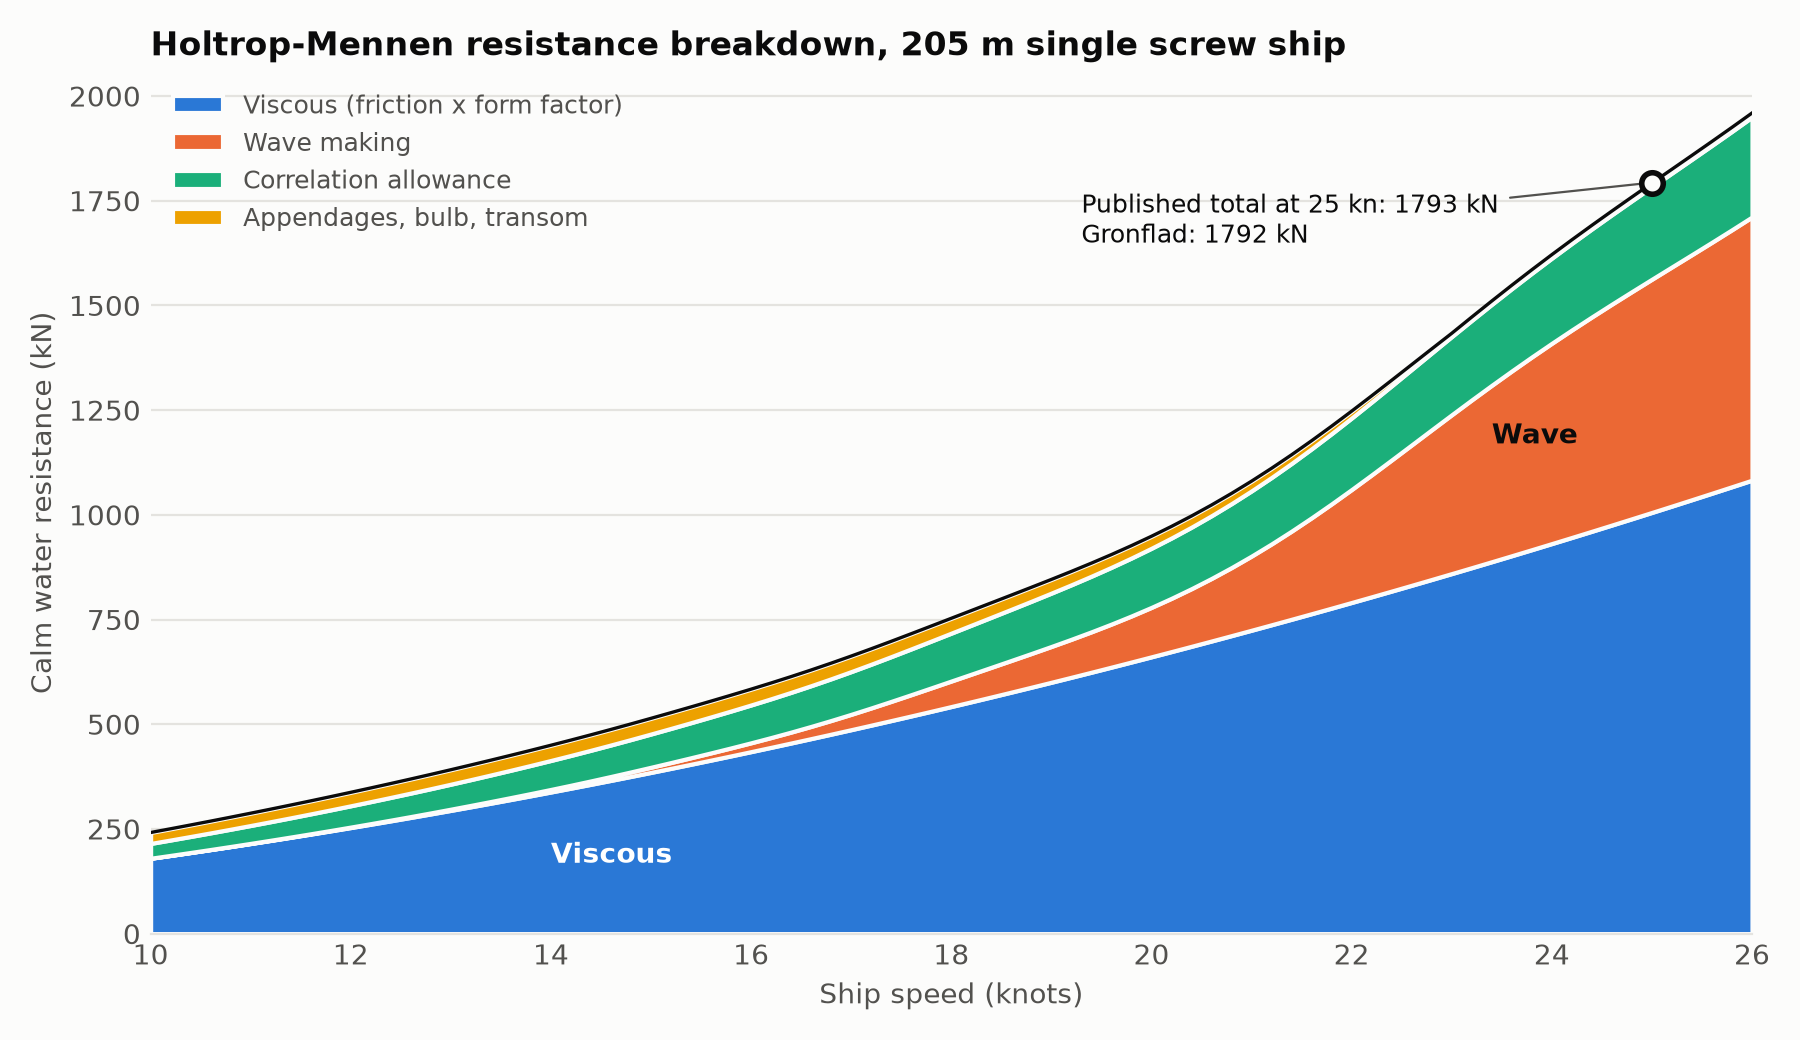 Holtrop-Mennen resistance breakdown, 205 m single screw ship
Viscous (friction x form factor)
Wave making
Correlation allowance
Appendages, bulb, transom
Published total at 25 kn: 1793 kN
Gronflad: 1792 kN
Wave
Viscous
Calm water resistance (kN)
2000
1750
1500
1250
1000
750
500
250
0
10 12 14 16 18 20 22 24 26
Ship speed (knots)